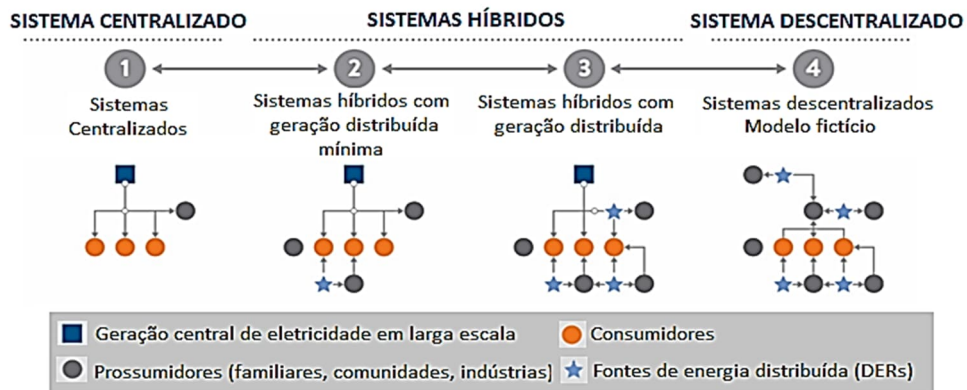 SISTEMA CENTRALIZADO
SISTEMAS HÍBRIDOS
SISTEMA DESCENTRALIZADO
1
2
3
4
Sistemas
Centralizados
Sistemas híbridos com
geração distribuída
mínima
Sistemas híbridos com
geração distribuída
Sistemas descentralizados
Modelo fictício
Geração central de eletricidade em larga escala
Consumidores
Prossumidores (familiares, comunidades, indústrias)
Fontes de energia distribuída (DERs)